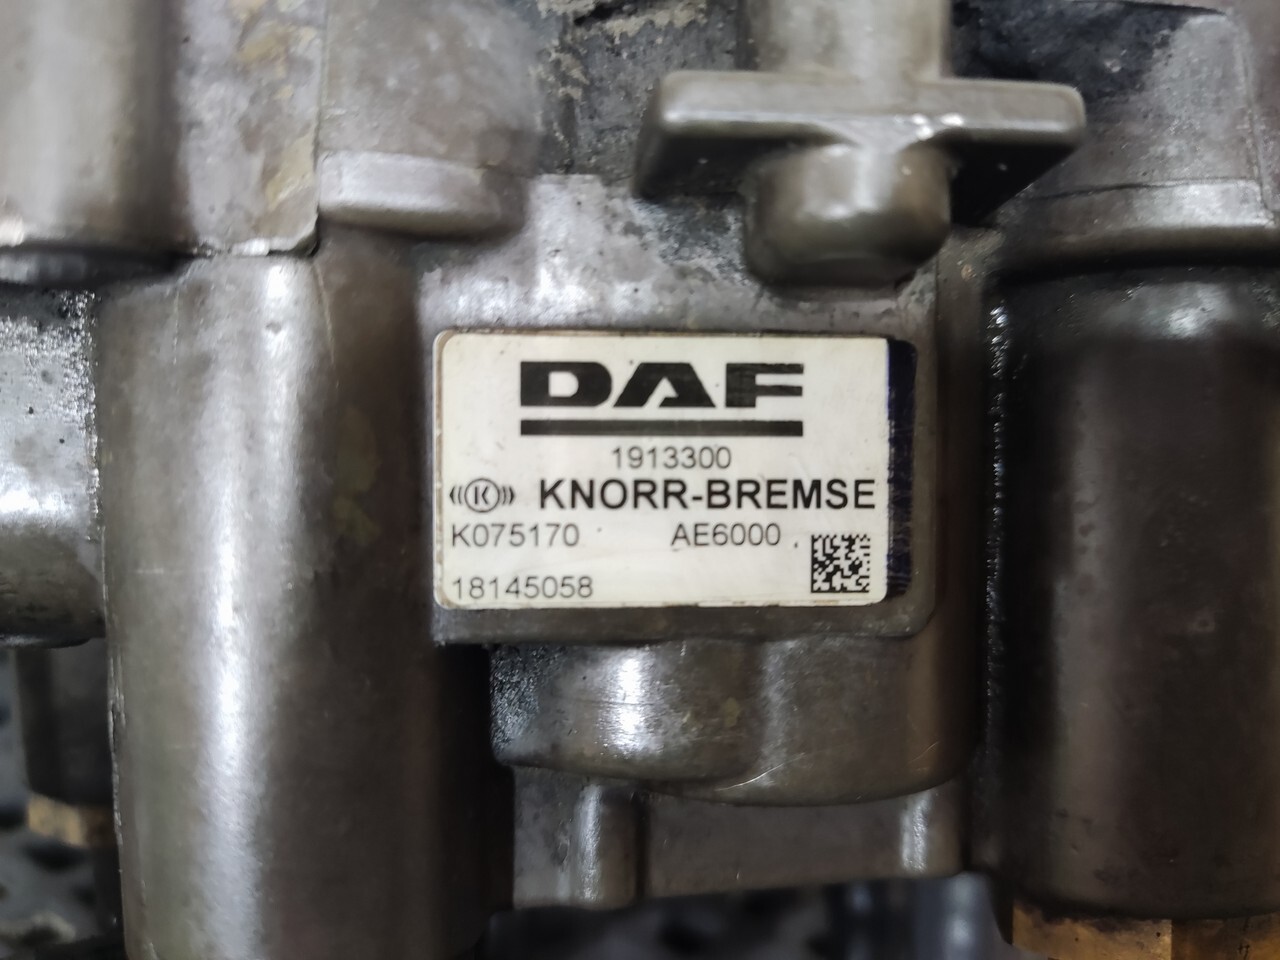 DAF
1913300
((K)) KNORR-BREMSE
K075170 AE6000
18145058